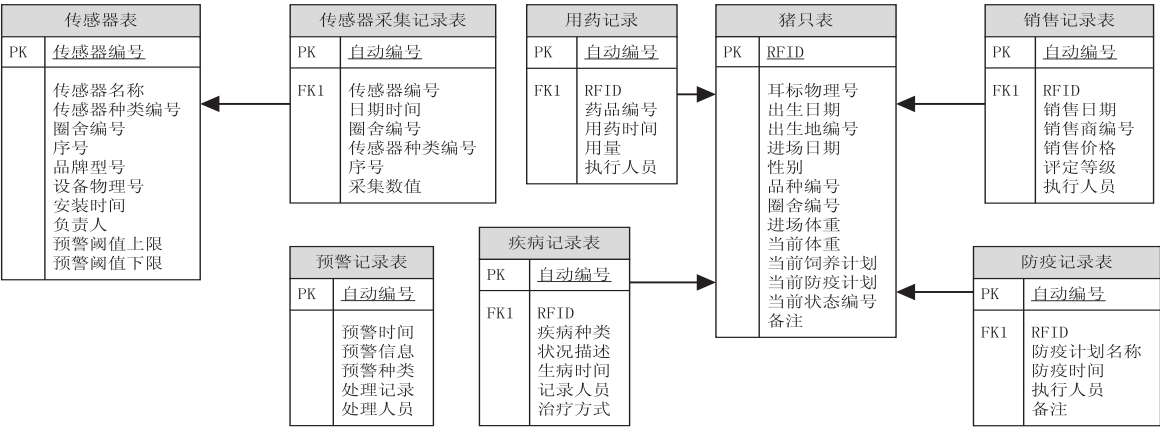 传感器表
PK 传感器编号
传感器名称
传感器种类编号
圈舍编号
序号
品牌型号
设备物理号
安装时间
负责人
预警阈值上限
预警阈值下限
传感器采集记录表
PK 自动编号
FK1 传感器编号
日期时间
圈舍编号
传感器种类编号
序号
采集数值
用药记录
PK 自动编号
FK1 RFID
药品编号
用药时间
用量
执行人员
猪只表
PK RFID
耳标物理号
出生日期
出生地编号
进场日期
性别
品种编号
圈舍编号
进场体重
当前体重
当前饲养计划
当前防疫计划
当前状态编号
备注
销售记录表
PK 自动编号
FK1 RFID
销售日期
销售商编号
销售价格
评定等级
执行人员
预警记录表
PK 自动编号
预警时间
预警信息
预警种类
处理记录
处理人员
疾病记录表
PK 自动编号
FK1 RFID
疾病种类
状况描述
生病时间
记录人员
治疗方式
防疫记录表
PK 自动编号
FK1 RFID
防疫计划名称
防疫时间
执行人员
备注